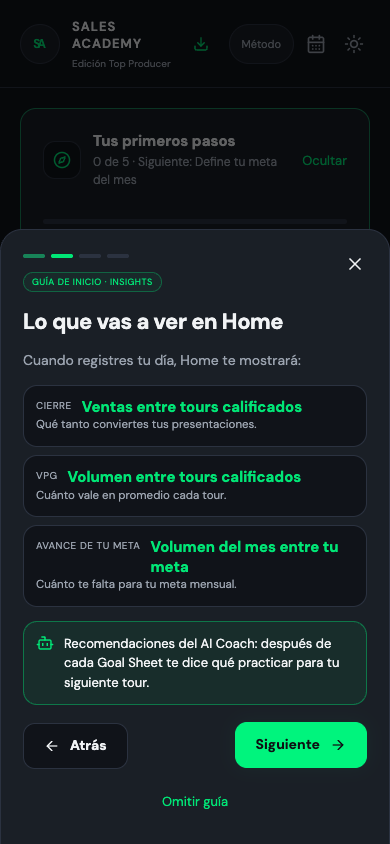 SA
SALES
ACADEMY
Edición Top Producer
Método
Tus primeros pasos
0 de 5 · Siguiente: Define tu meta
del mes
Ocultar
GUÍA DE INICIO · INSIGHTS
Lo que vas a ver en Home
Cuando registres tu día, Home te mostrará:
CIERRE Ventas entre tours calificados
Qué tanto conviertes tus presentaciones.
VPG Volumen entre tours calificados
Cuánto vale en promedio cada tour.
AVANCE DE TU META Volumen del mes entre tu
meta
Cuánto te falta para tu meta mensual.
Recomendaciones del AI Coach: después de
cada Goal Sheet te dice qué practicar para tu
siguiente tour.
Atrás
Siguiente
Omitir guía